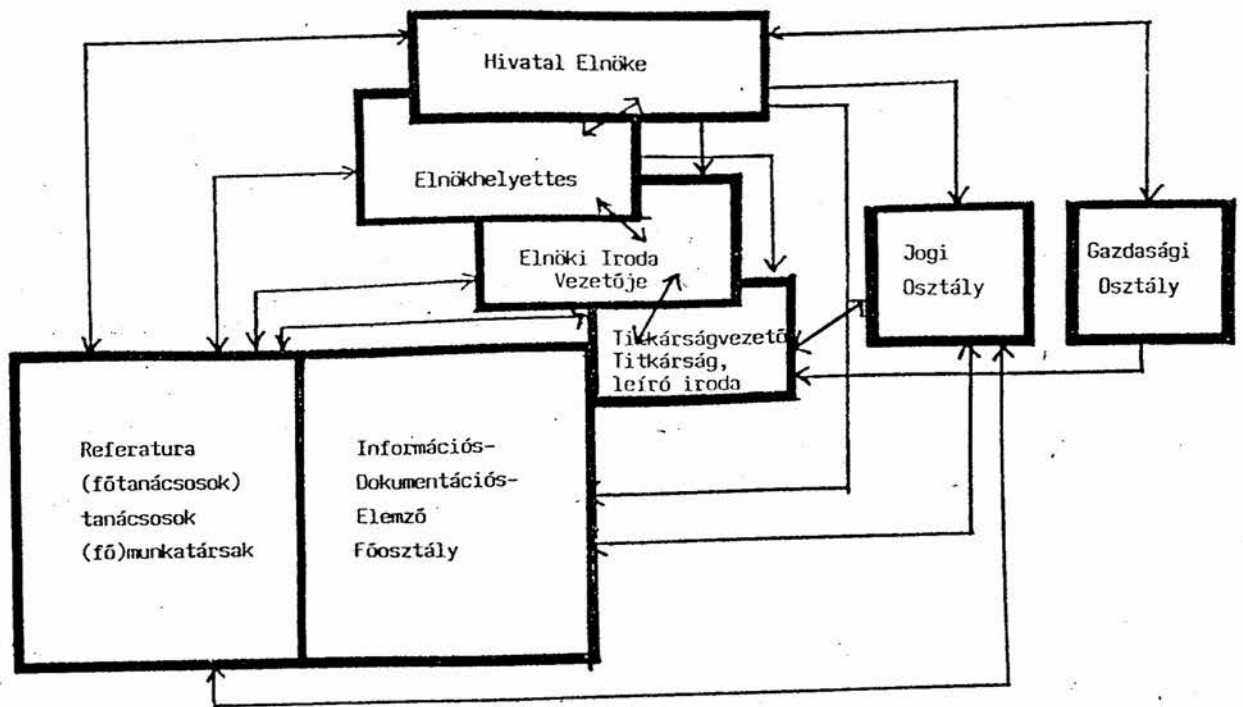 Hivatal Elnöke
Elnökhelyettes
Elnöki Iroda
Vezetője
Jogi
Osztály
Gazdasági
Osztály
Titkárságvezető
Titkárság,
leíró iroda
Referatura
(főtanácsosok)
tanácsosok
(fő)munkatársak
Információs-
Dokumentációs-
Elemző
Főosztály